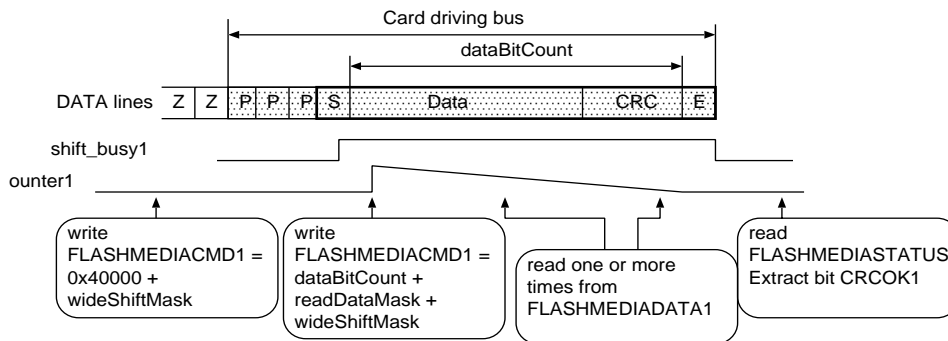 Card driving bus
dataBitCount
DATA lines Z Z P P P S Data CRC E
shift_busy1
ounter1
write
FLASHMEDIACMD1 =
0x40000 +
wideShiftMask
write
FLASHMEDIACMD1 =
dataBitCount +
readDataMask +
wideShiftMask
read one or more
times from
FLASHMEDIADATA1
read
FLASHMEDIASTATUS
Extract bit CRCOK1